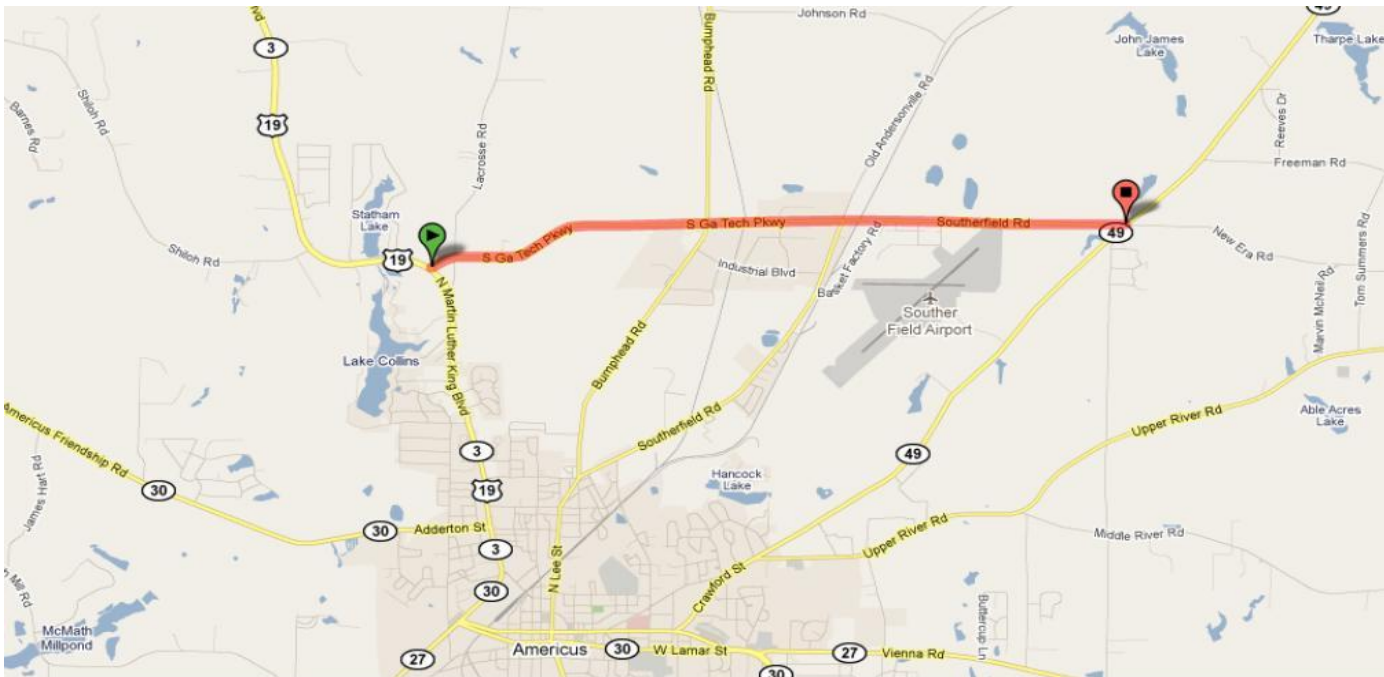 Blvd
3
19
Shiloh Rd
Barnes Rd
Lacrosse Rd
Bumphead Rd
Johnson Rd
Old Andersonville Rd
49
John James
Lake
Tharpe Lake
Reeves Dr
Freeman Rd
Statham
Lake
Shiloh Rd
19
S Ga Tech Pkwy
S Ga Tech Pkwy
Southerfield Rd
49
New Era Rd
Tom Summers Rd
Marvin McNeil Rd
Industrial Blvd
Basket Factory Rd
Souther
Field Airport
N Martin Luther King Blvd
Lake Collins
Bumphead Rd
Southerfield Rd
Upper River Rd
Able Acres
Lake
Americus Friendship Rd
30
James Hart Rd
3
19
49
Hancock
Lake
30
Adderton St
3
30
N Lee St
Crawford St
Upper River Rd
Middle River Rd
Mill Rd
McMath
Millpond
27
Americus
30
W Lamar St
27
Vienna Rd
Buttercup Ln
30